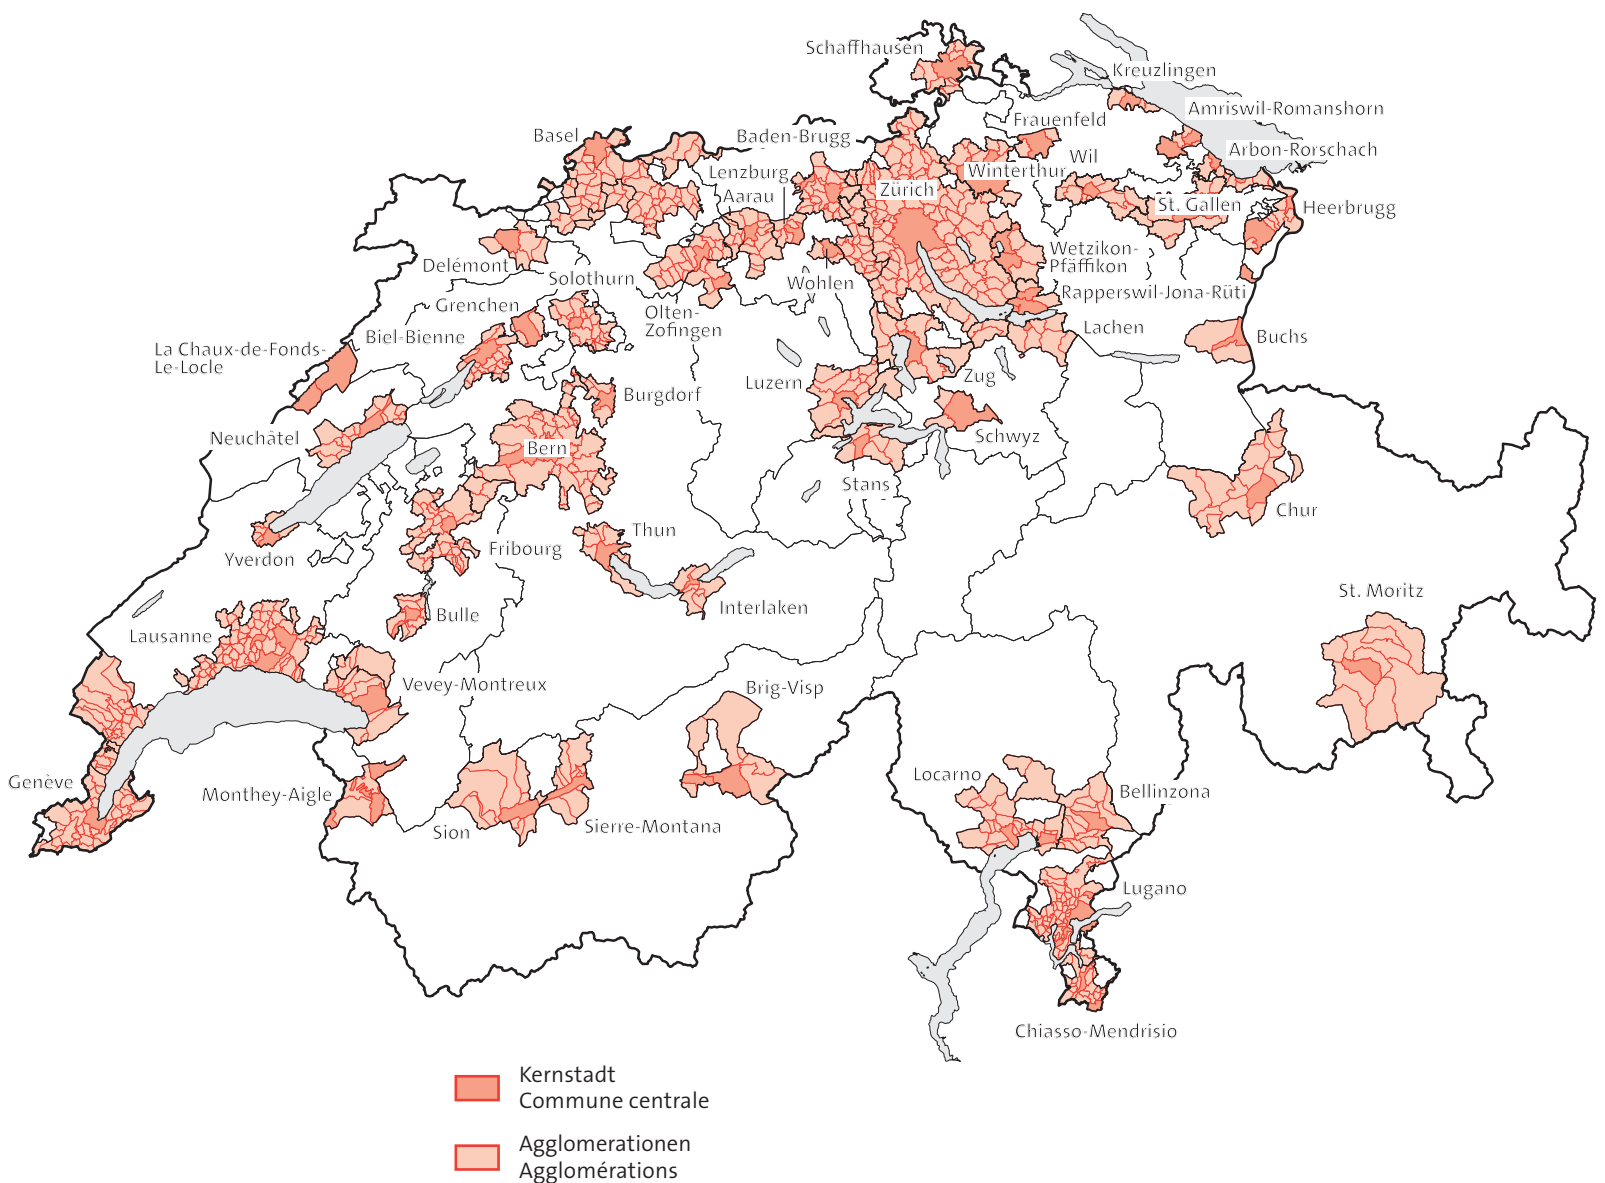 Schaffhausen
Kreuzlingen
Amriswil-Romanshorn
Frauenfeld
Basel
Baden-Brugg
Arbon-Rorschach
Wil
Lenzburg
Winterthur
Aarau
Zürich
St. Gallen
Heerbrugg
Delémont
Wetzikon-
Pfäffikon
Solothurn
Wohlen
Rapperswil-Jona-Rüti
Grenchen
Olten-
Zofingen
Lachen
Buchs
Biel-Bienne
La Chaux-de-Fonds-
Le-Locle
Zug
Luzern
Burgdorf
Neuchâtel
Schwyz
Bern
Stans
Chur
Thun
Fribourg
Yverdon
St. Moritz
Interlaken
Bulle
Lausanne
Vevey-Montreux
Brig-Visp
Locarno
Genève
Bellinzona
Monthey-Aigle
Sierre-Montana
Sion
Lugano
Chiasso-Mendrisio
Kernstadt
Commune centrale
Agglomerationen
Agglomérations